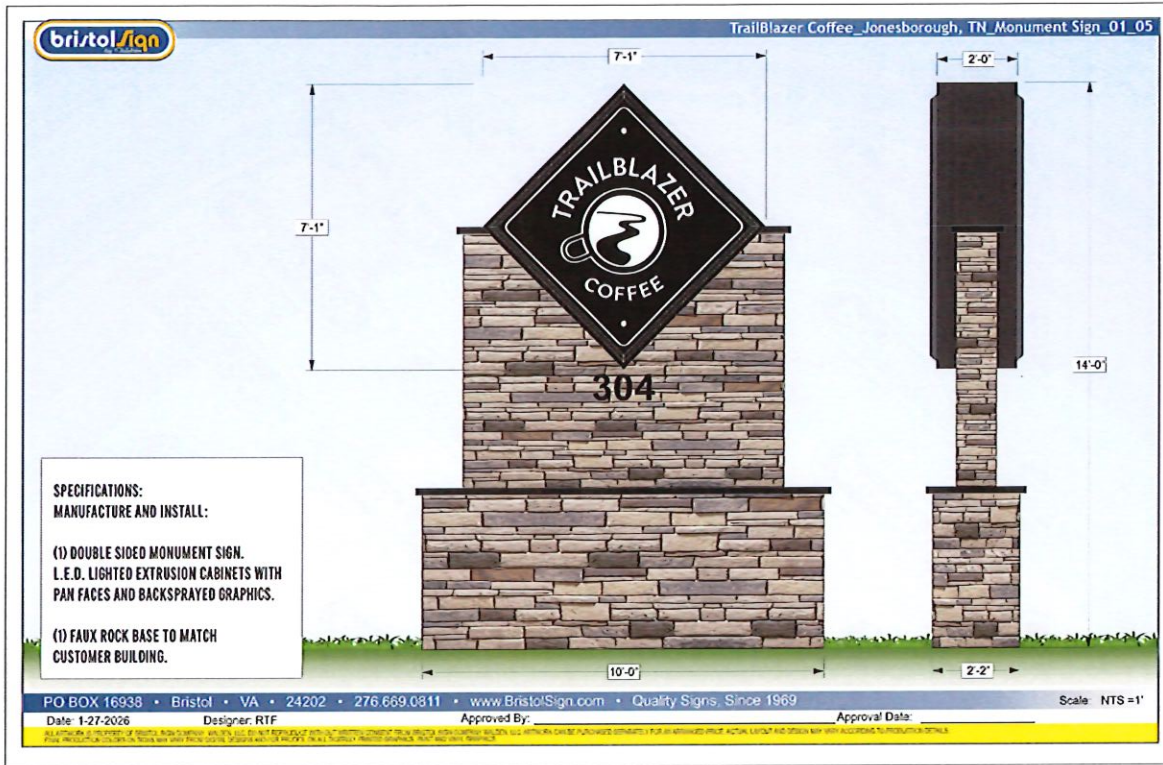 bristolsign
TrailBlazer Coffee_Jonesborough, TN_Monument Sign_01_05
7'-1"
2'-0"
7'-1"
TRAILBLAZER
COFFEE
304
14'-0"
SPECIFICATIONS:
MANUFACTURE AND INSTALL:
(1) DOUBLE SIDED MONUMENT SIGN.
L.E.D. LIGHTED EXTRUSION CABINETS WITH
PAN FACES AND BACKSPRAYED GRAPHICS.
(1) FAUX ROCK BASE TO MATCH
CUSTOMER BUILDING.
10'-0"
2'-2"
PO BOX 16938 • Bristol • VA • 24202 • 276.669.0811 • www.BristolSign.com • Quality Signs, Since 1969
Scale: NTS =1'
Date: 1-27-2026 Designer: RTF Approved By: Approval Date: